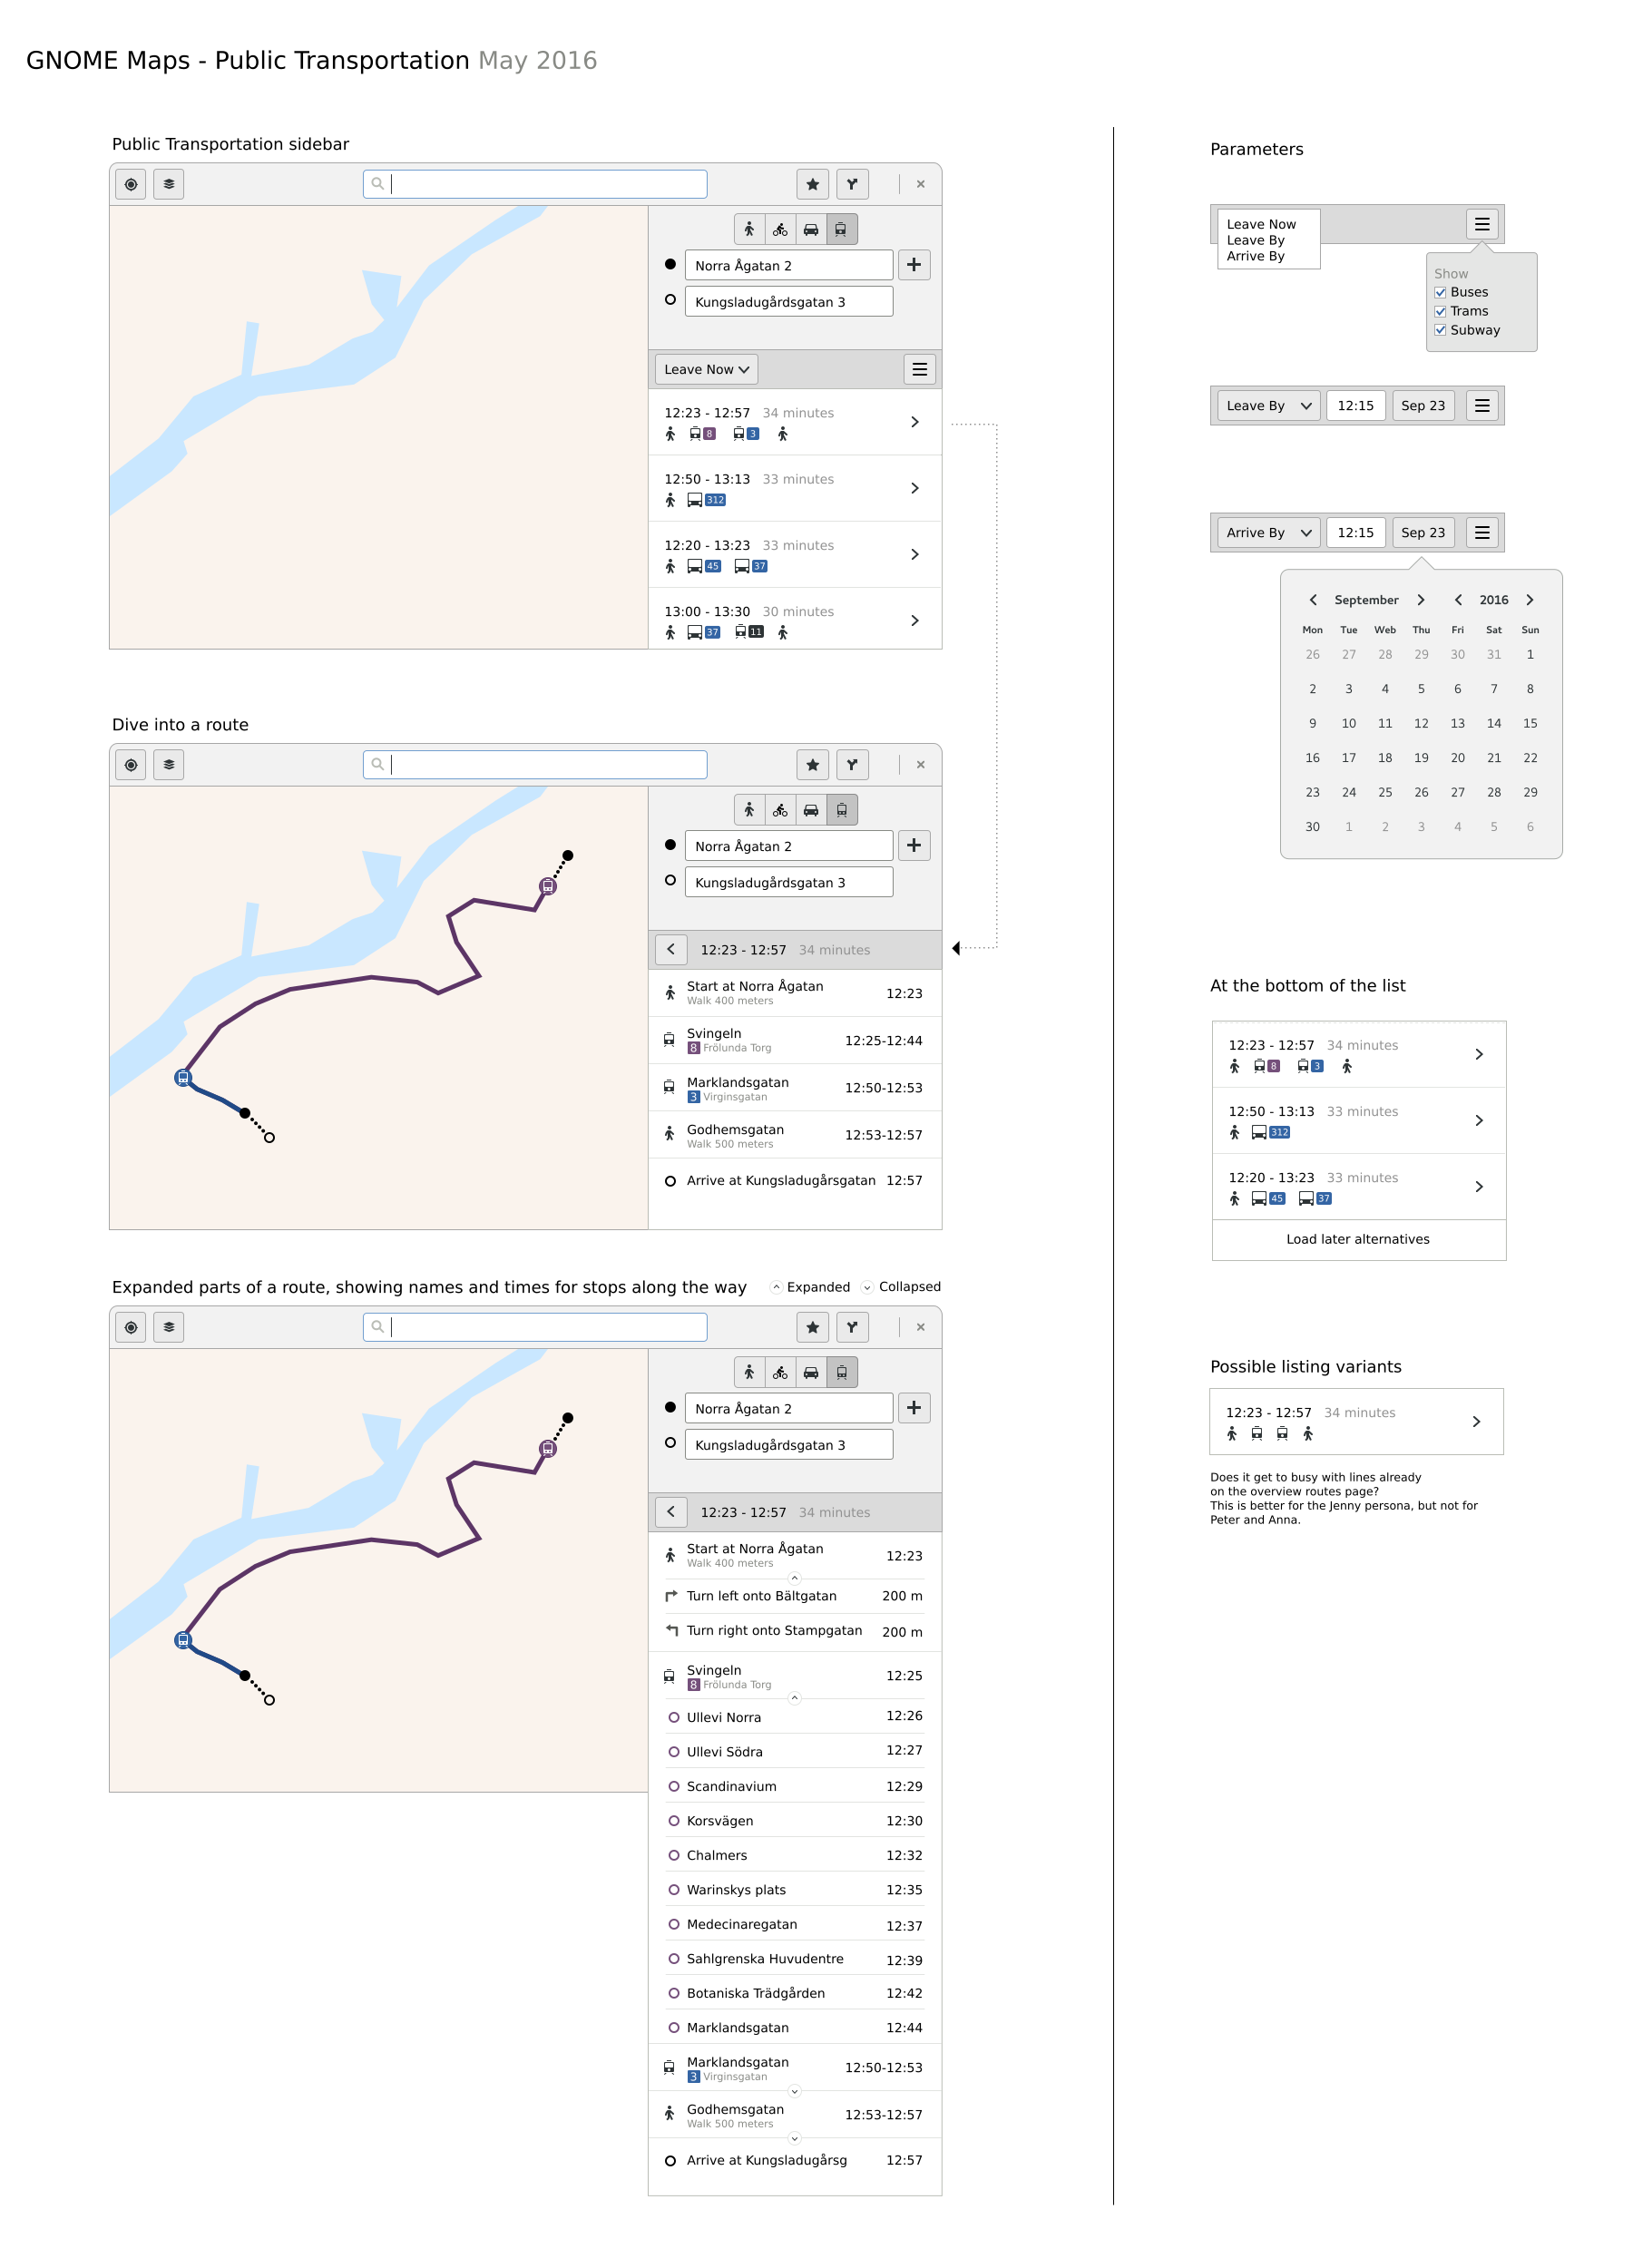 GNOME Maps - Public Transportation May 2016
Public Transportation sidebar
Norra Ågatan 2
Kungsladugårdsgatan 3
Leave Now
12:23 - 12:57 34 minutes
8 3
12:50 - 13:13 33 minutes
312
12:20 - 13:23 33 minutes
45 37
13:00 - 13:30 30 minutes
37 11
Dive into a route
Norra Ågatan 2
Kungsladugårdsgatan 3
12:23 - 12:57 34 minutes
Start at Norra Ågatan 12:23
Walk 400 meters
Svingeln 12:25-12:44
8 Frölunda Torg
Marklandsgatan 12:50-12:53
3 Virginsgatan
Godhemsgatan 12:53-12:57
Walk 500 meters
Arrive at Kungsladugårsgatan 12:57
Expanded parts of a route, showing names and times for stops along the way Expanded Collapsed
Norra Ågatan 2
Kungsladugårdsgatan 3
12:23 - 12:57 34 minutes
Start at Norra Ågatan 12:23
Walk 400 meters
Turn left onto Bältgatan 200 m
Turn right onto Stampgatan 200 m
Svingeln 12:25
8 Frölunda Torg
Ullevi Norra 12:26
Ullevi Södra 12:27
Scandinavium 12:29
Korsvägen 12:30
Chalmers 12:32
Warinskys plats 12:35
Medecinaregatan 12:37
Sahlgrenska Huvudentre 12:39
Botaniska Trädgården 12:42
Marklandsgatan 12:44
Marklandsgatan 12:50-12:53
3 Virginsgatan
Godhemsgatan 12:53-12:57
Walk 500 meters
Arrive at Kungsladugårsg 12:57
Parameters
Leave Now
Leave By
Arrive By
Show
Buses
Trams
Subway
Leave By 12:15 Sep 23
Arrive By 12:15 Sep 23
September 2016
Mon Tue Web Thu Fri Sat Sun
26 27 28 29 30 31 1
2 3 4 5 6 7 8
9 10 11 12 13 14 15
16 17 18 19 20 21 22
23 24 25 26 27 28 29
30 1 2 3 4 5 6
At the bottom of the list
12:23 - 12:57 34 minutes
8 3
12:50 - 13:13 33 minutes
312
12:20 - 13:23 33 minutes
45 37
Load later alternatives
Possible listing variants
12:23 - 12:57 34 minutes
Does it get to busy with lines already
on the overview routes page?
This is better for the Jenny persona, but not for
Peter and Anna.